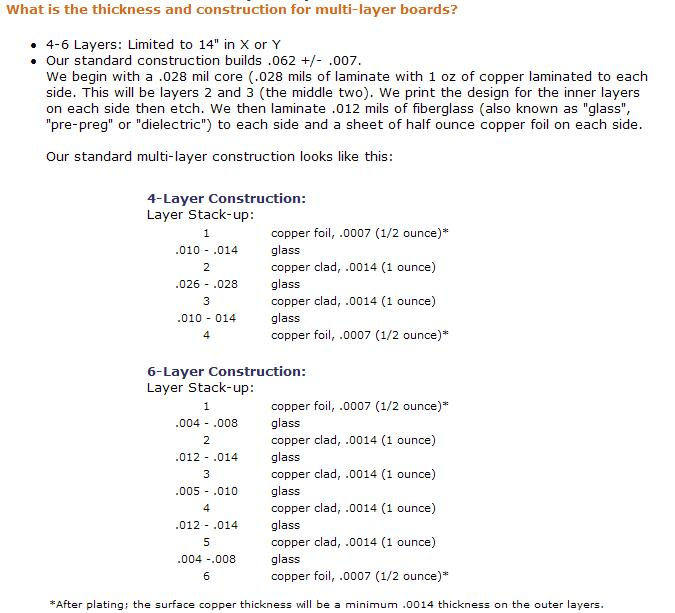 What is the thickness and construction for multi-layer boards?
• 4-6 Layers: Limited to 14" in X or Y
• Our standard construction builds .062 +/- .007.
We begin with a .028 mil core (.028 mils of laminate with 1 oz of copper laminated to each
side. This will be layers 2 and 3 (the middle two). We print the design for the inner layers
on each side then etch. We then laminate .012 mils of fiberglass (also known as "glass",
"pre-preg" or "dielectric") to each side and a sheet of half ounce copper foil on each side.
Our standard multi-layer construction looks like this:
4-Layer Construction:
Layer Stack-up:
1 copper foil, .0007 (1/2 ounce)*
.010 - .014 glass
2 copper clad, .0014 (1 ounce)
.026 - .028 glass
3 copper clad, .0014 (1 ounce)
.010 - 014 glass
4 copper foil, .0007 (1/2 ounce)*
6-Layer Construction:
Layer Stack-up:
1 copper foil, .0007 (1/2 ounce)*
.004 - .008 glass
2 copper clad, .0014 (1 ounce)
.012 - .014 glass
3 copper clad, .0014 (1 ounce)
.005 - .010 glass
4 copper clad, .0014 (1 ounce)
.012 - .014 glass
5 copper clad, .0014 (1 ounce)
.004 -.008 glass
6 copper foil, .0007 (1/2 ounce)*
*After plating; the surface copper thickness will be a minimum .0014 thickness on the outer layers.